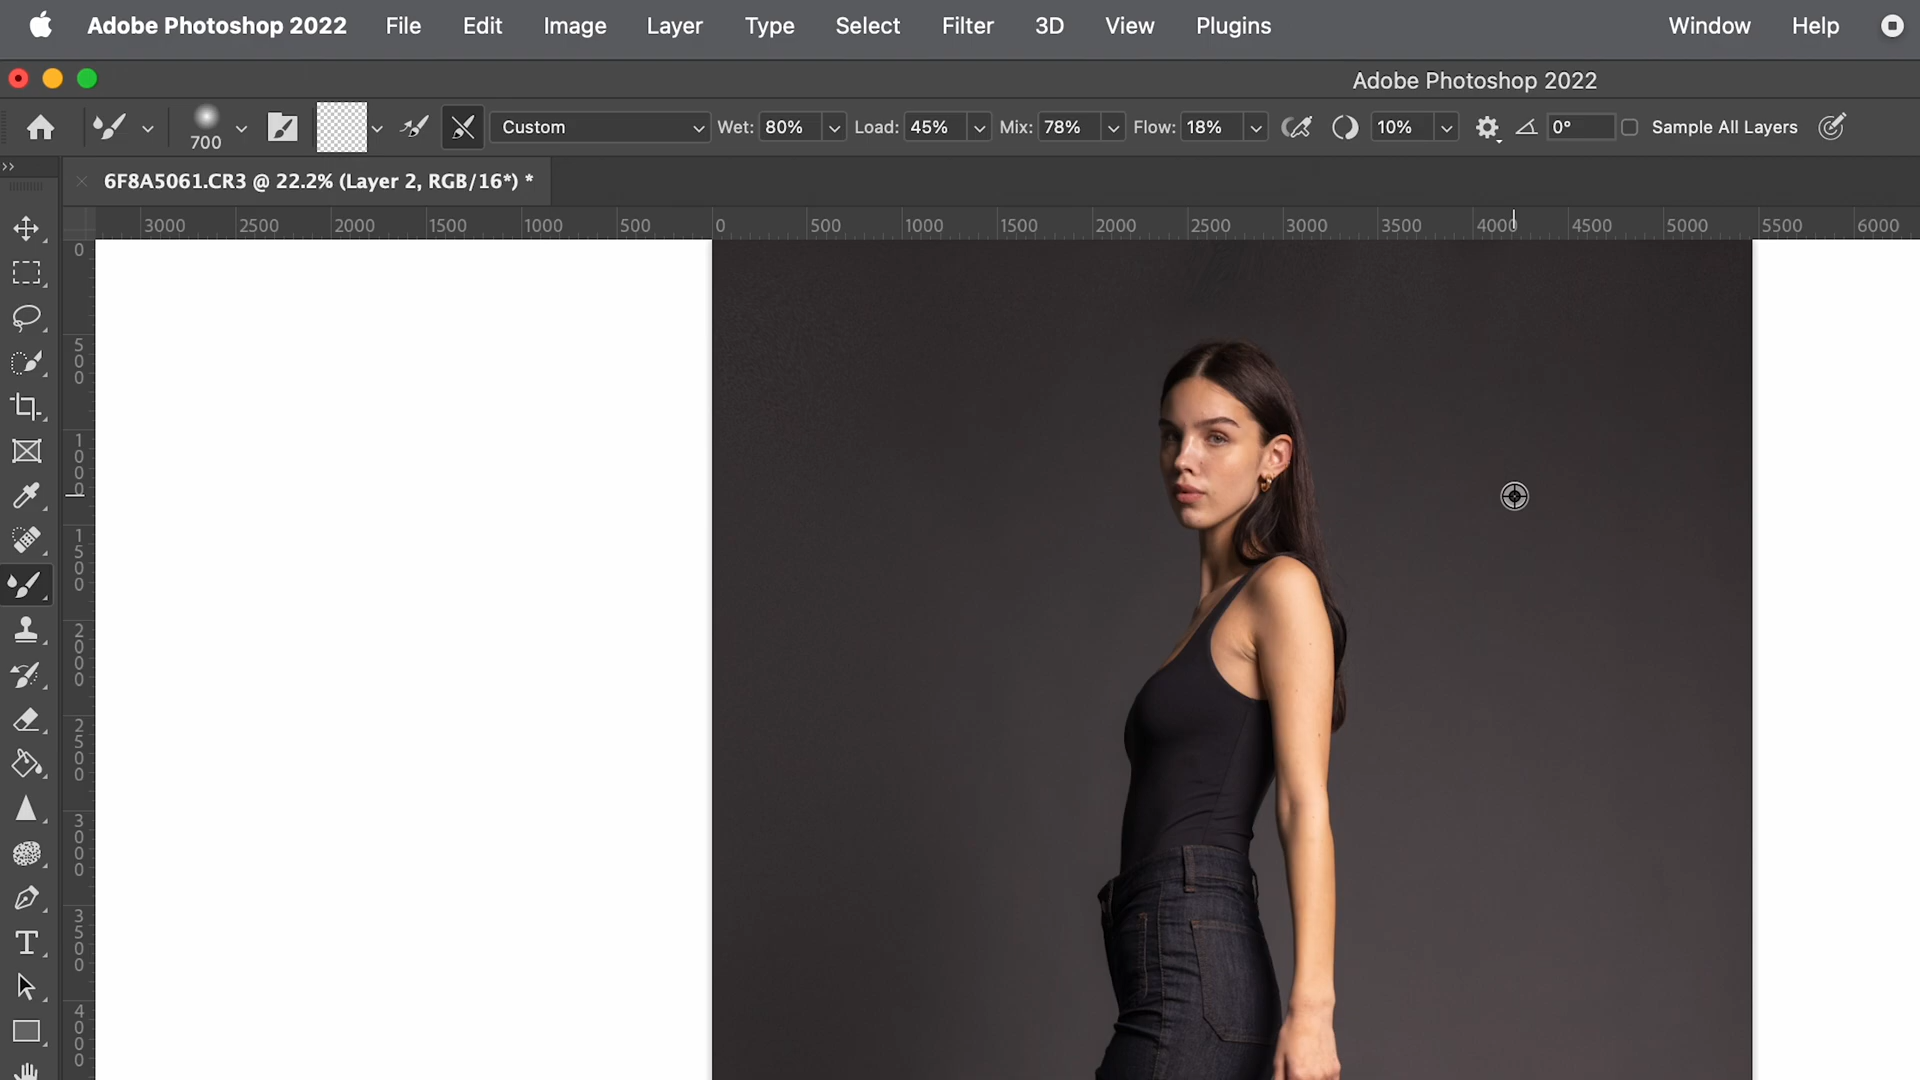 Adobe Photoshop 2022 File Edit Image Layer Type Select Filter 3D View Plugins Window Help
Adobe Photoshop 2022
700 Custom Wet: 80% Load: 45% Mix: 78% Flow: 18% 10% 0° Sample All Layers
6F8A5061.CR3 @ 22.2% (Layer 2, RGB/16*) *
3000 2500 2000 1500 1000 500 0 500 1000 1500 2000 2500 3000 3500 4000 4500 5000 5500 6000
0
500
1000
1500
2000
2500
3000
3500
4000